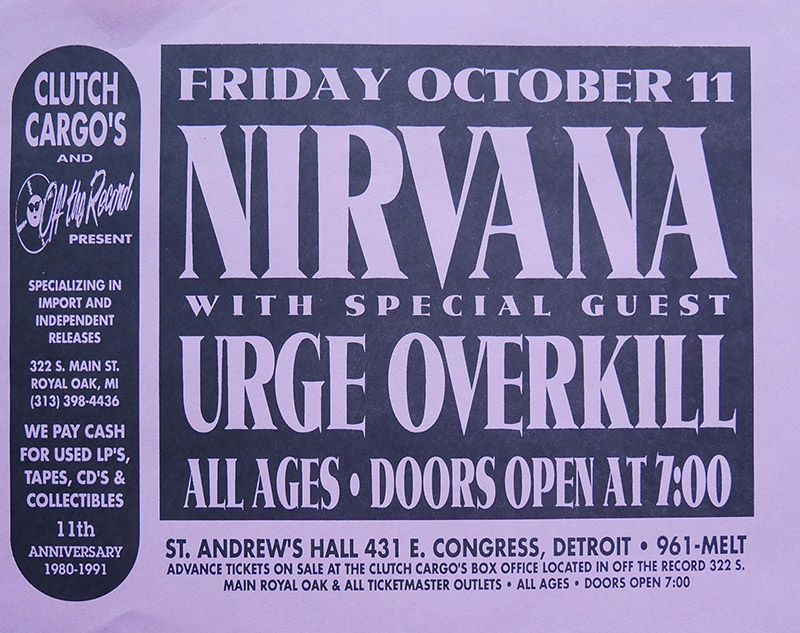 CLUTCH
CARGO'S
AND
Off the Record
PRESENT
SPECIALIZING IN
IMPORT AND
INDEPENDENT
RELEASES
322 S. MAIN ST.
ROYAL OAK, MI
(313) 398-4436
WE PAY CASH
FOR USED LP'S,
TAPES, CD'S &
COLLECTIBLES
11th
ANNIVERSARY
1980-1991
FRIDAY OCTOBER 11
NIRVANA
WITH SPECIAL GUEST
URGE OVERKILL
ALL AGES • DOORS OPEN AT 7:00
ST. ANDREW'S HALL 431 E. CONGRESS, DETROIT • 961-MELT
ADVANCE TICKETS ON SALE AT THE CLUTCH CARGO'S BOX OFFICE LOCATED IN OFF THE RECORD 322 S.
MAIN ROYAL OAK & ALL TICKETMASTER OUTLETS • ALL AGES • DOORS OPEN 7:00